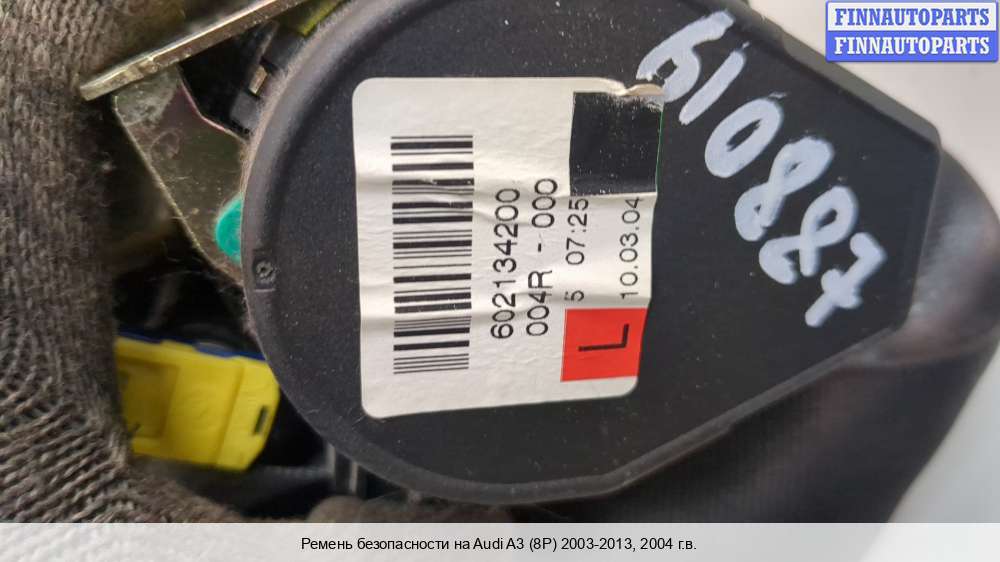 FINNAUTOPARTS
FINNAUTOPARTS
610887
602134200
004R - 000
5 07:25
10.03.04
L
Ремень безопасности на Audi A3 (8P) 2003-2013, 2004 г.в.